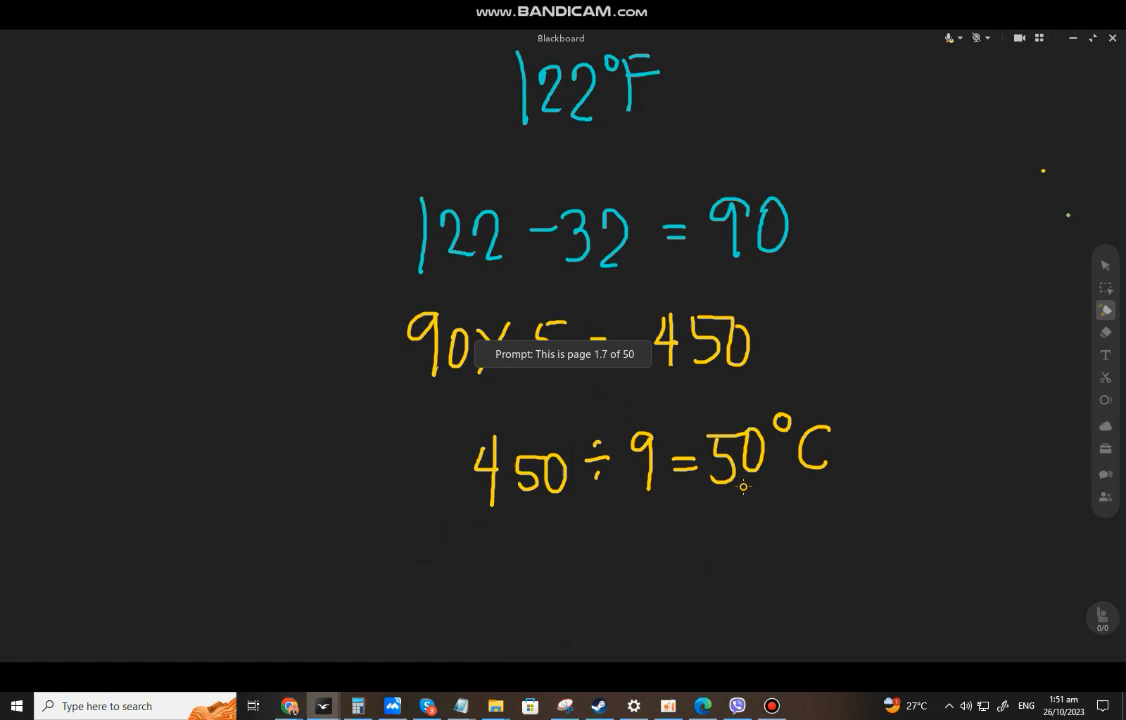 www.BANDICAM.com
Blackboard
122°F
122 - 32 = 90
90 × 5 = 450
Prompt: This is page 1.7 of 50
450 ÷ 9 = 50°C
0/0
Type here to search
27°C
ENG
1:51 am
26/10/2023